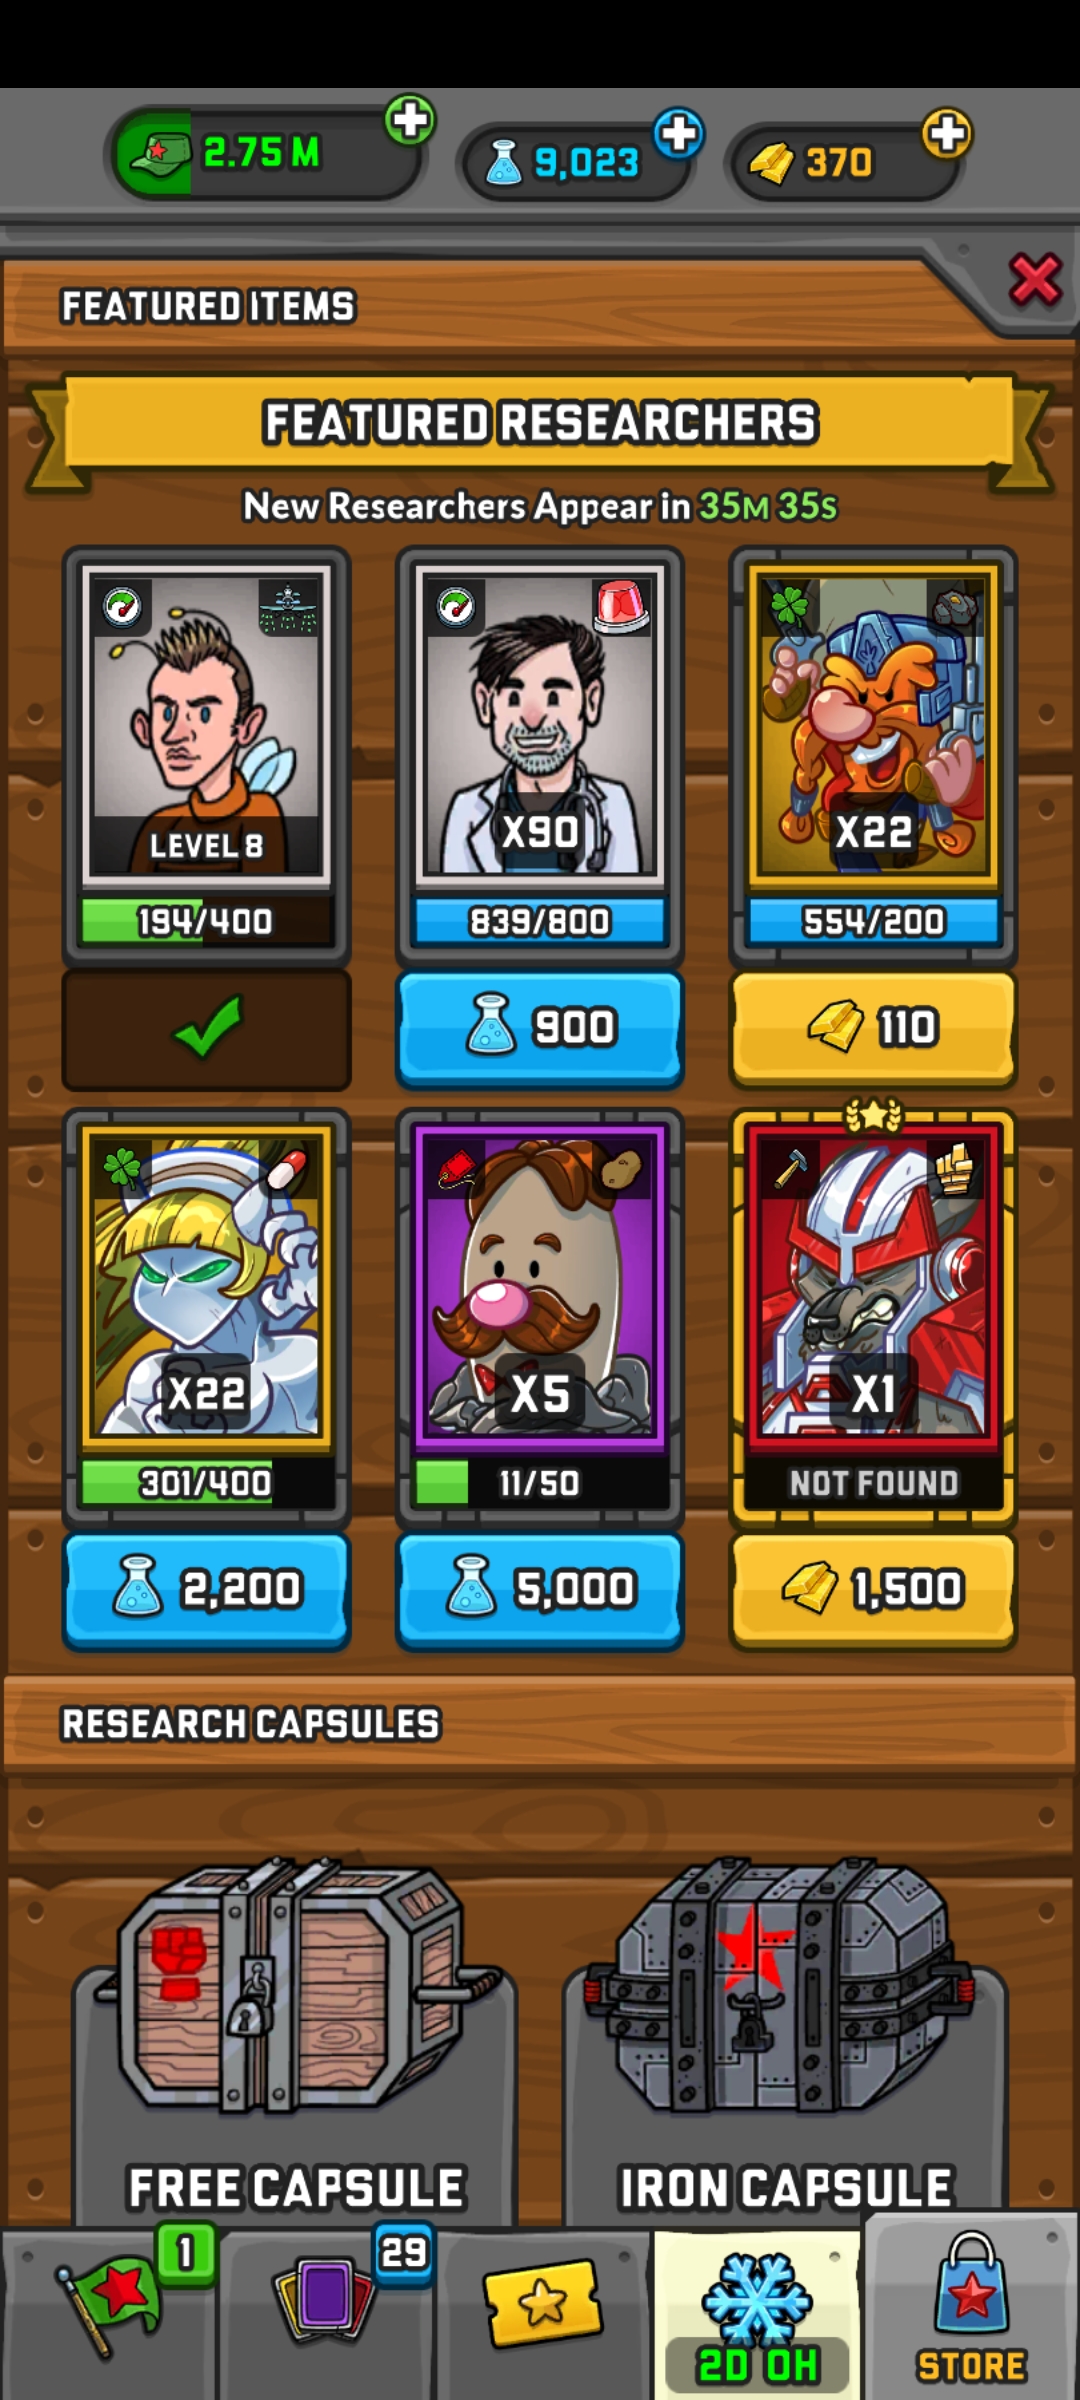 2.75 M
9,023
370
FEATURED ITEMS
FEATURED RESEARCHERS
New Researchers Appear in 35M 35S
LEVEL 8
X90
X22
194/400
839/800
554/200
900
110
X22
X5
X1
301/400
11/50
NOT FOUND
2,200
5,000
1,500
RESEARCH CAPSULES
FREE CAPSULE
IRON CAPSULE
1
29
2D 0H
STORE